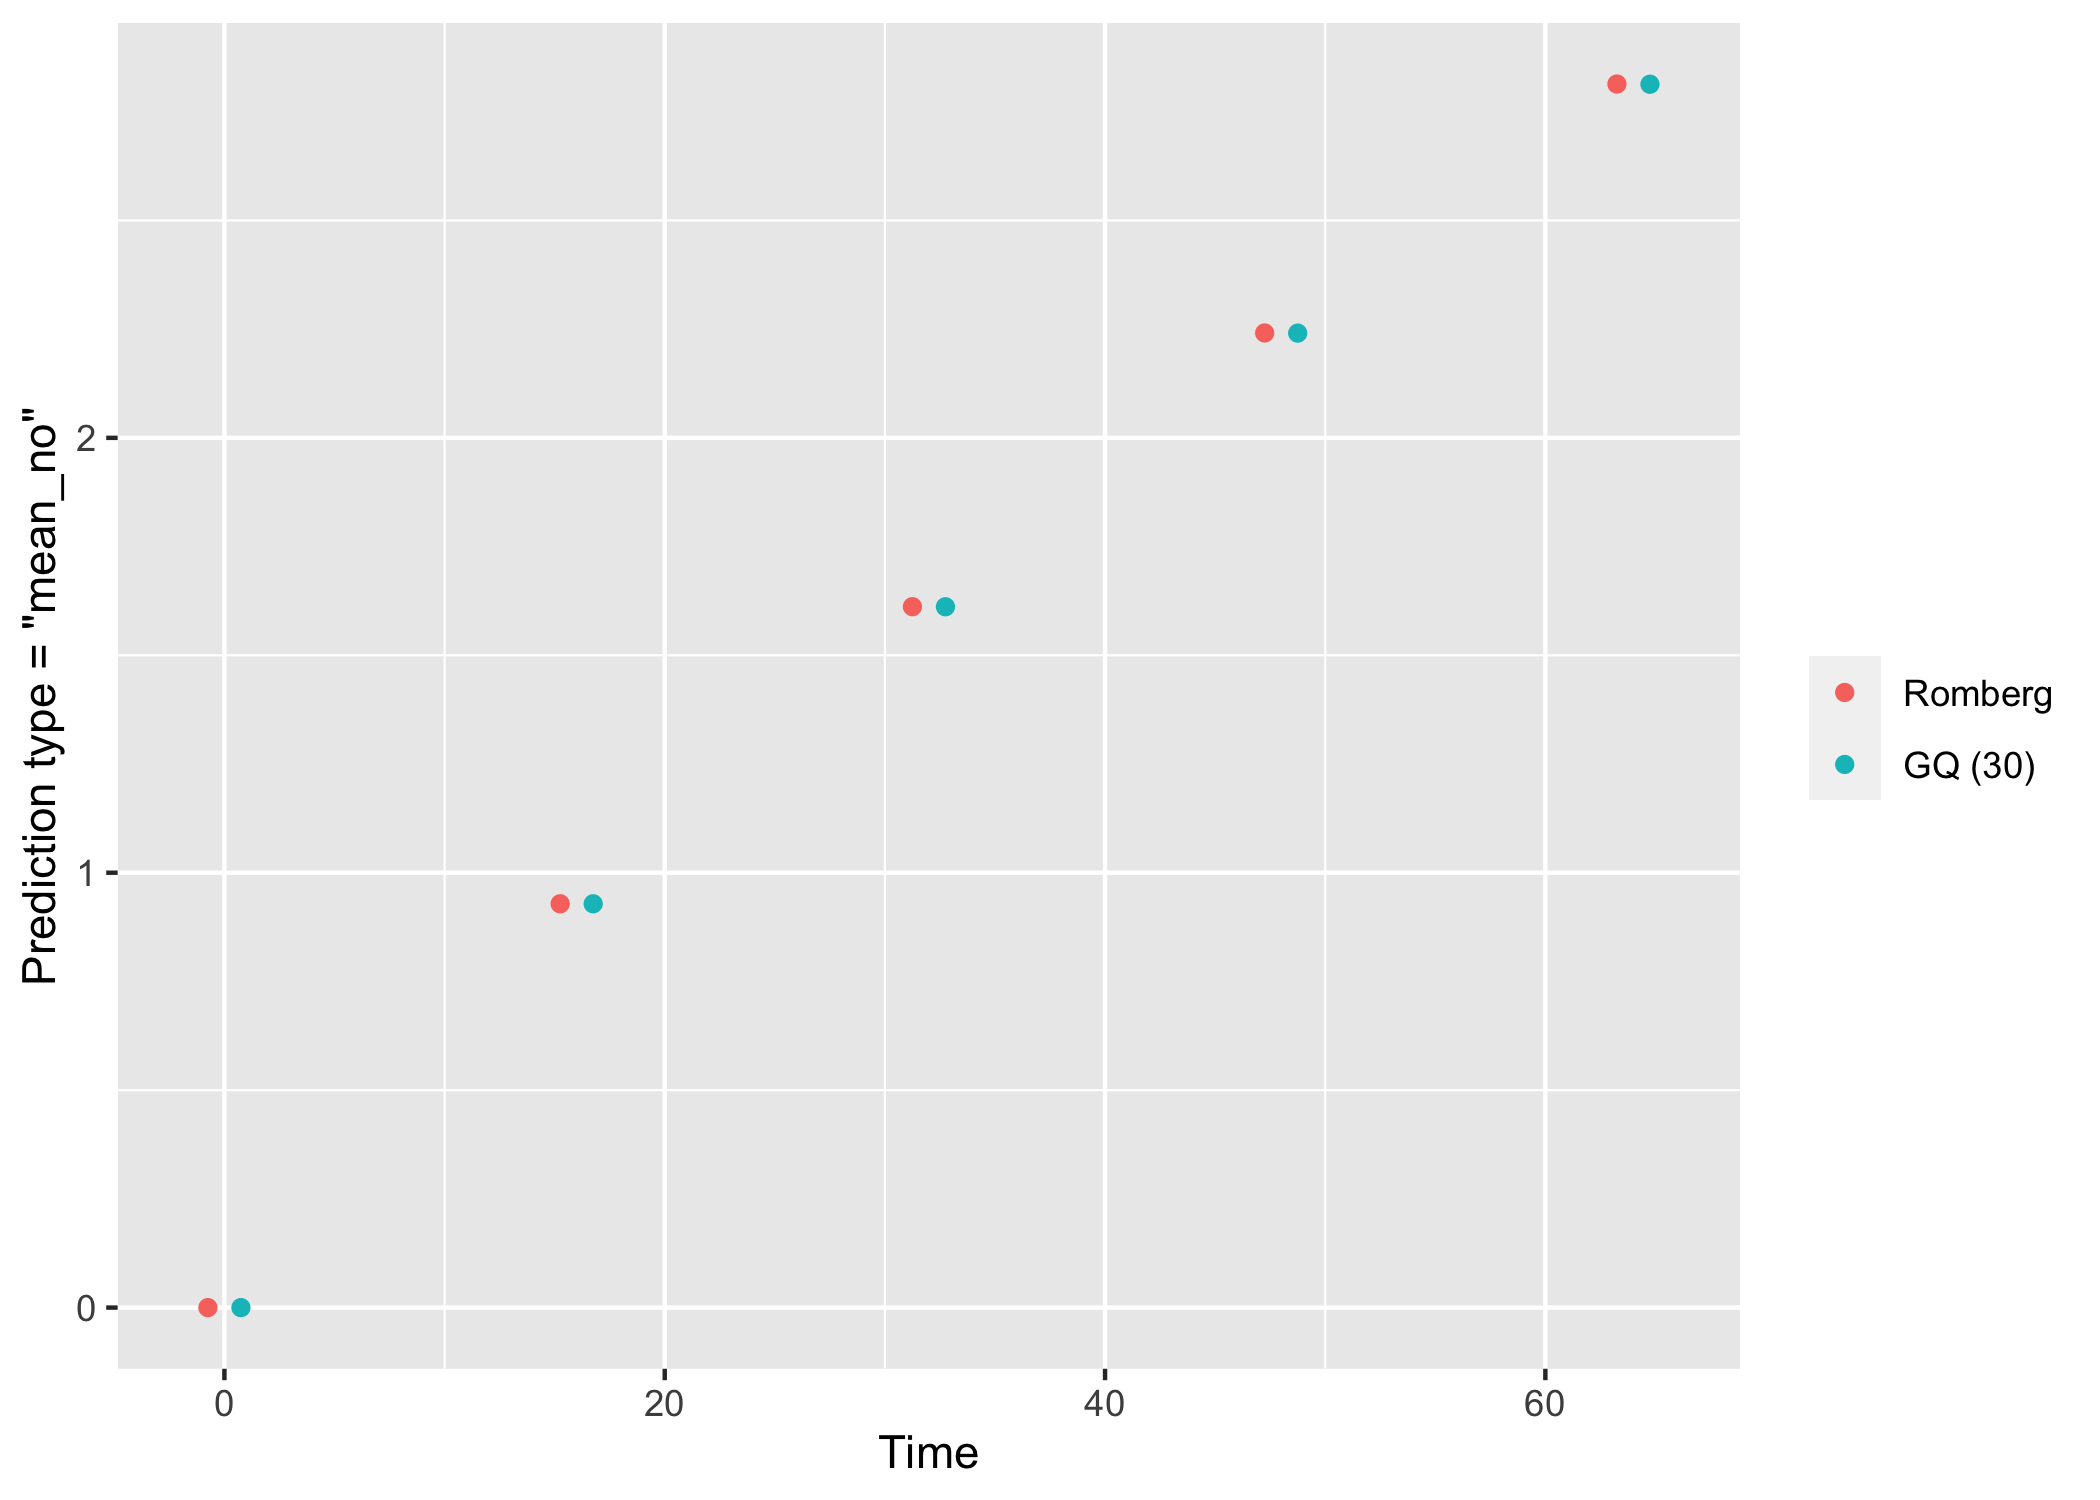 Prediction type = "mean_no"
2
1
0
0 20 40 60
Time
Romberg
GQ (30)